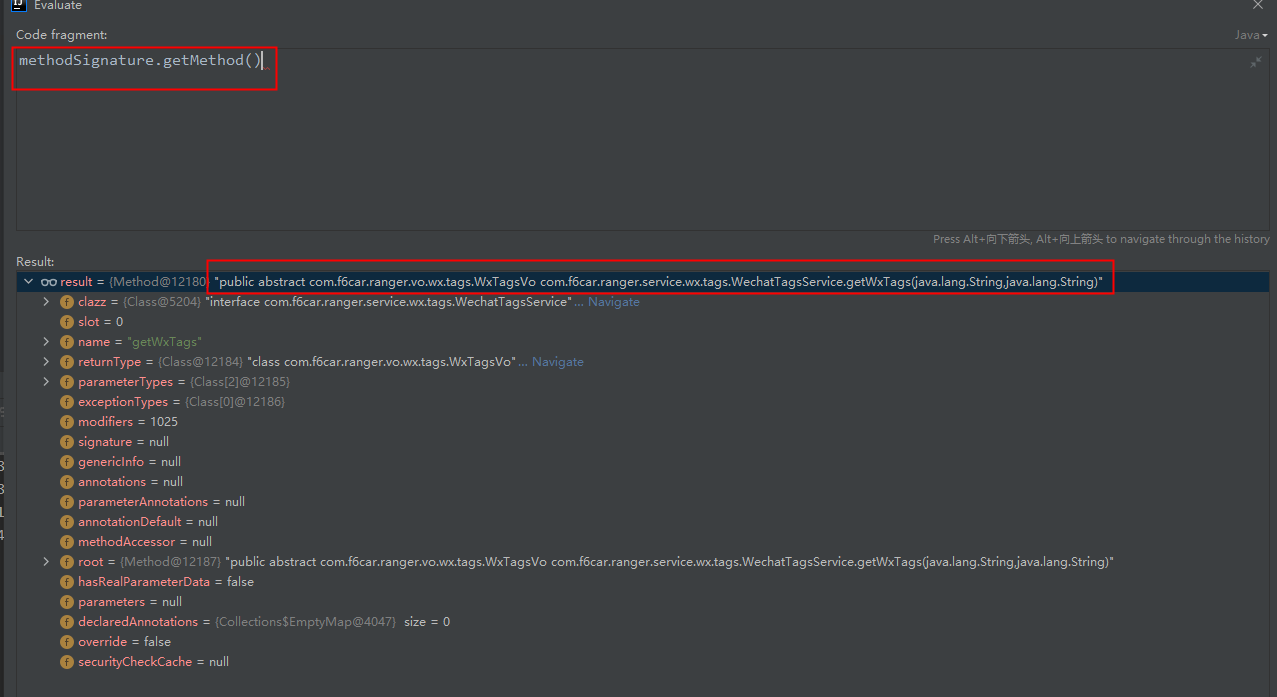 Evaluate
Code fragment:
Java
methodSignature.getMethod()
Press Alt+向下箭头, Alt+向上箭头 to navigate through the history
Result:
result = {Method@12180} "public abstract com.f6car.ranger.vo.wx.tags.WxTagsVo com.f6car.ranger.service.wx.tags.WechatTagsService.getWxTags(java.lang.String,java.lang.String)"
clazz = {Class@5204} "interface com.f6car.ranger.service.wx.tags.WechatTagsService"... Navigate
slot = 0
name = "getWxTags"
returnType = {Class@12184} "class com.f6car.ranger.vo.wx.tags.WxTagsVo"... Navigate
parameterTypes = {Class[2]@12185}
exceptionTypes = {Class[0]@12186}
modifiers = 1025
signature = null
genericInfo = null
annotations = null
parameterAnnotations = null
annotationDefault = null
methodAccessor = null
root = {Method@12187} "public abstract com.f6car.ranger.vo.wx.tags.WxTagsVo com.f6car.ranger.service.wx.tags.WechatTagsService.getWxTags(java.lang.String,java.lang.String)"
hasRealParameterData = false
parameters = null
declaredAnnotations = {Collections$EmptyMap@4047} size = 0
override = false
securityCheckCache = null